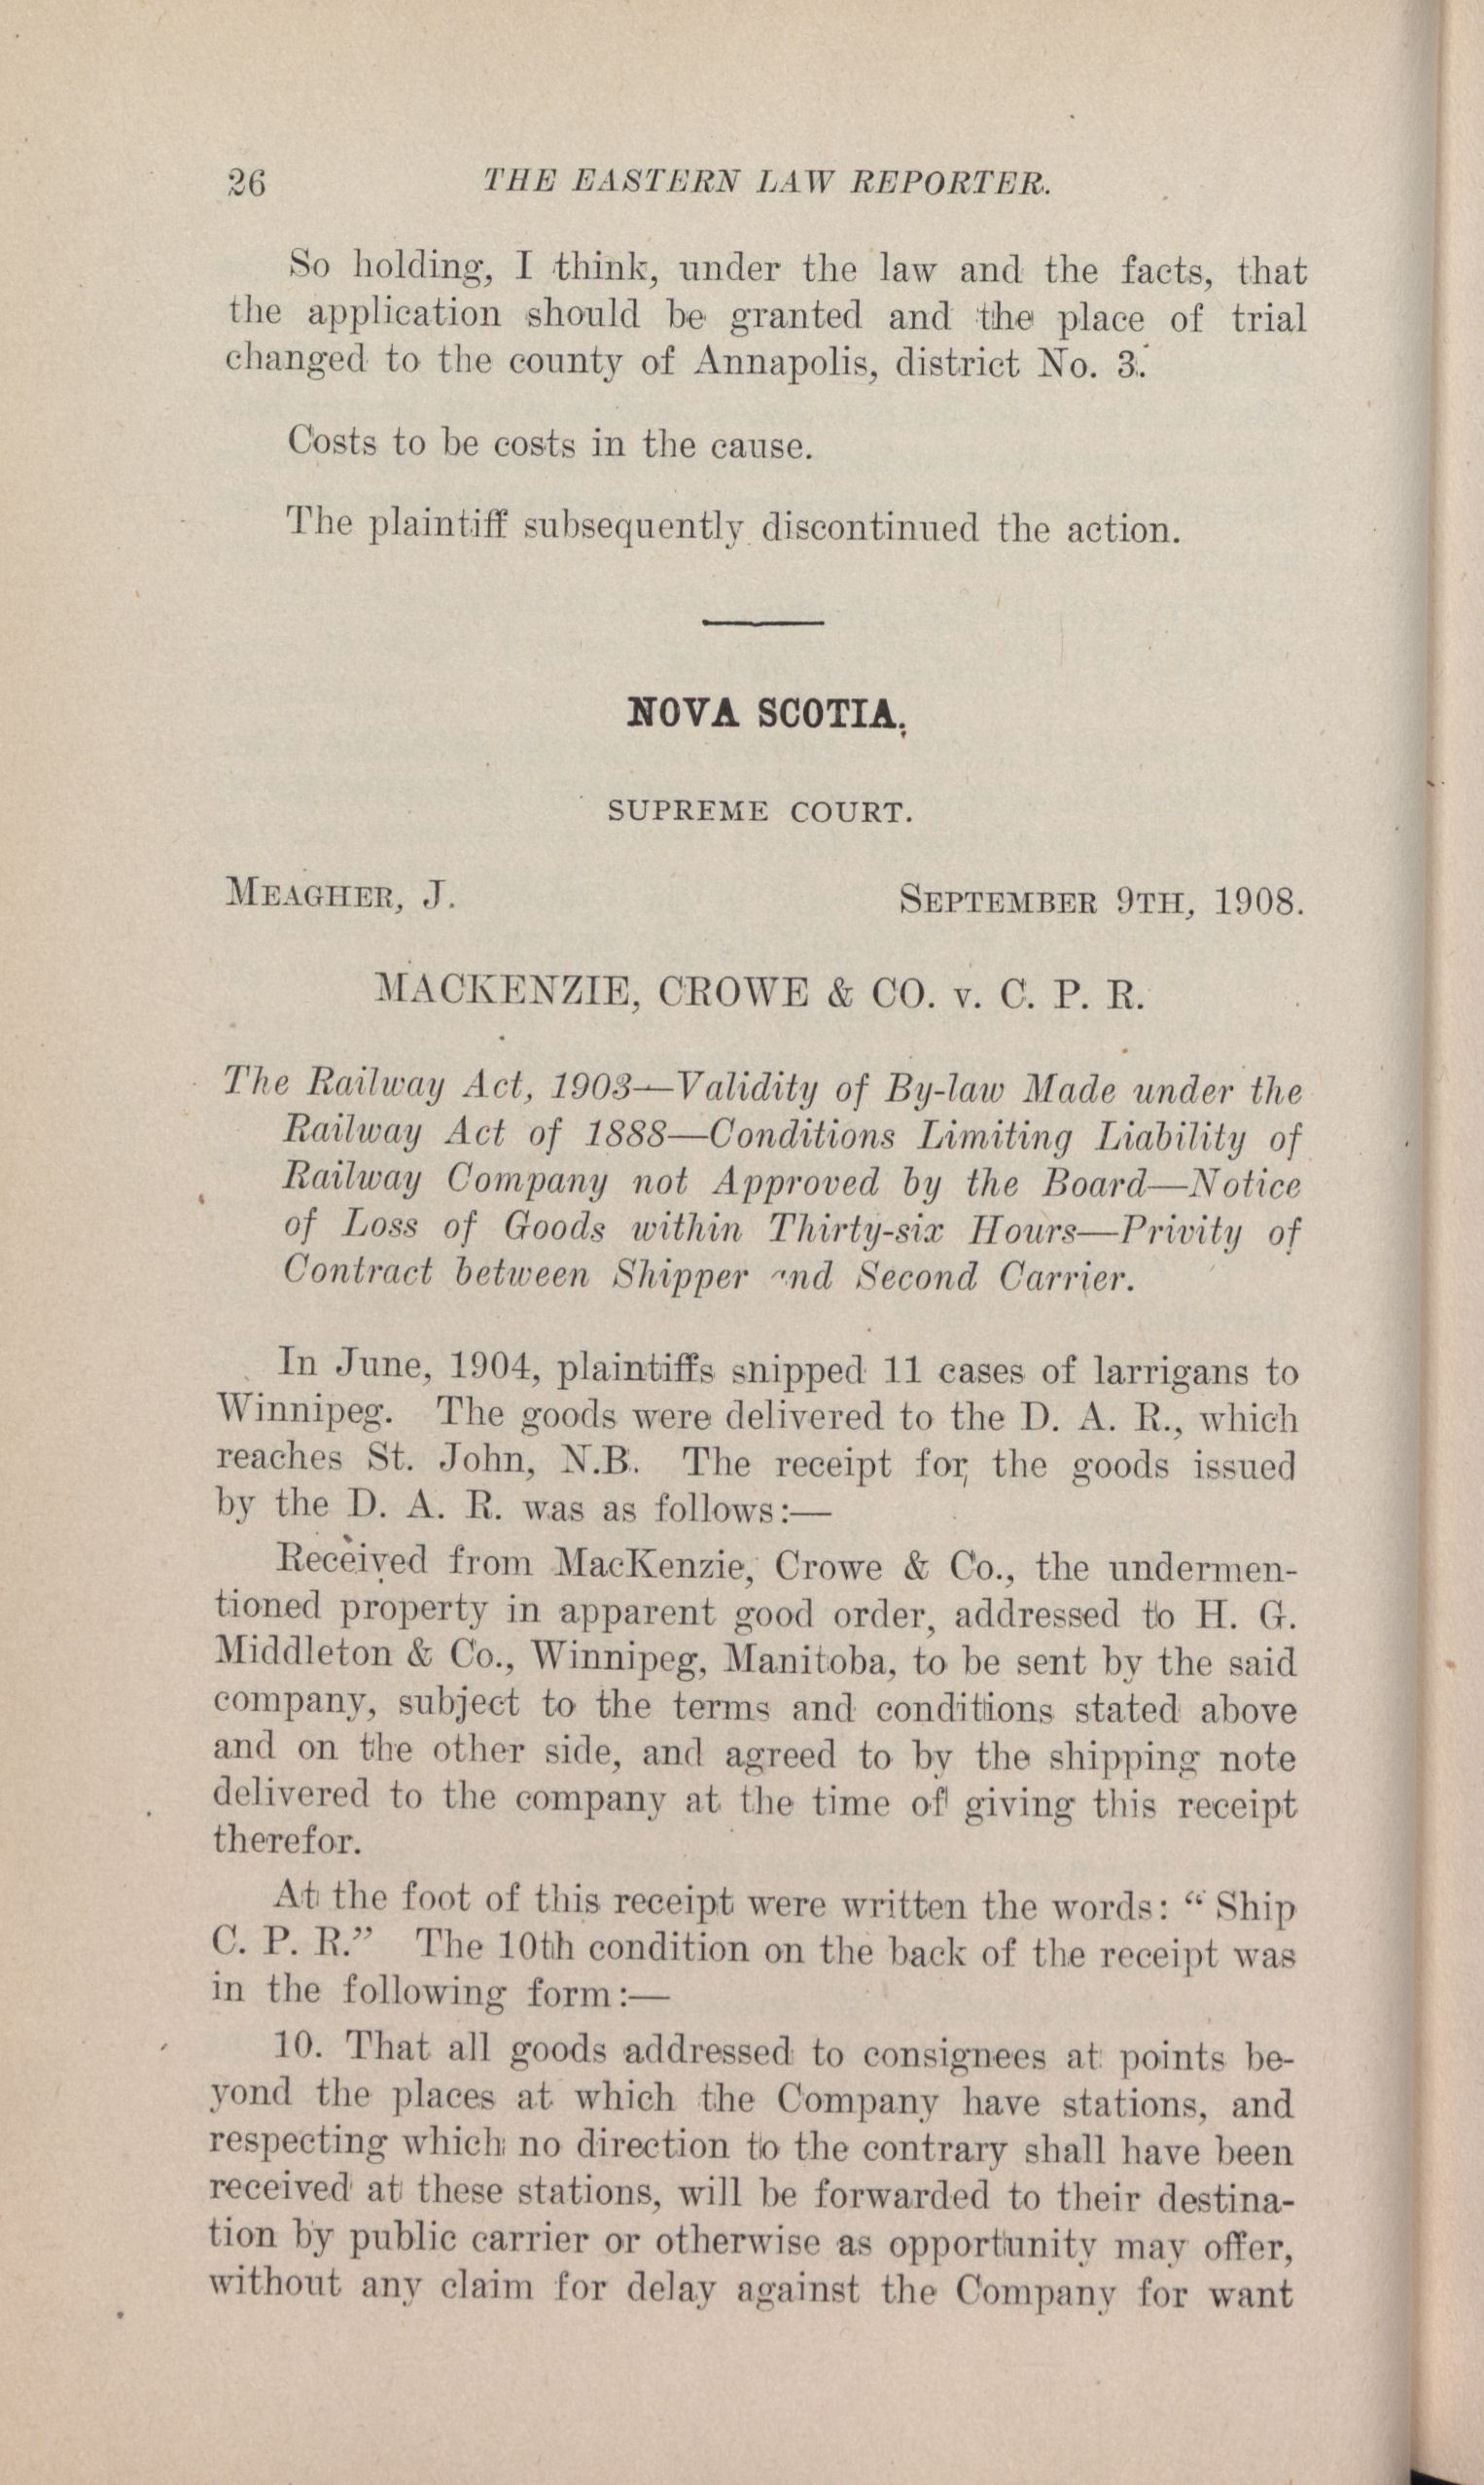 26 THE EASTERN LAW REPORTER.
So holding, I think, under the law and the facts, that
the application should be granted and the place of trial
changed to the county of Annapolis, district No. 3.
Costs to be costs in the cause.
The plaintiff subsequently discontinued the action.
NOVA SCOTIA.
SUPREME COURT.
MEAGHER, J. SEPTEMBER 9TH, 1908.
MACKENZIE, CROWE & CO. v. C. P. R.
The Railway Act, 1903—Validity of By-law Made under the
Railway Act of 1888—Conditions Limiting Liability of
Railway Company not Approved by the Board—Notice
of Loss of Goods within Thirty-six Hours—Privity of
Contract between Shipper and Second Carrier.
In June, 1904, plaintiffs snipped 11 cases of larrigans to
Winnipeg. The goods were delivered to the D. A. R., which
reaches St. John, N.B. The receipt for the goods issued
by the D. A. R. was as follows:—
Received from MacKenzie, Crowe & Co., the undermen-
tioned property in apparent good order, addressed to H. G.
Middleton & Co., Winnipeg, Manitoba, to be sent by the said
company, subject to the terms and conditions stated above
and on the other side, and agreed to by the shipping note
delivered to the company at the time of giving this receipt
therefor.
At the foot of this receipt were written the words: “ Ship
C. P. R.” The 10th condition on the back of the receipt was
in the following form:—
10. That all goods addressed to consignees at points be-
yond the places at which the Company have stations, and
respecting which no direction to the contrary shall have been
received at these stations, will be forwarded to their destina-
tion by public carrier or otherwise as opportunity may offer,
without any claim for delay against the Company for want